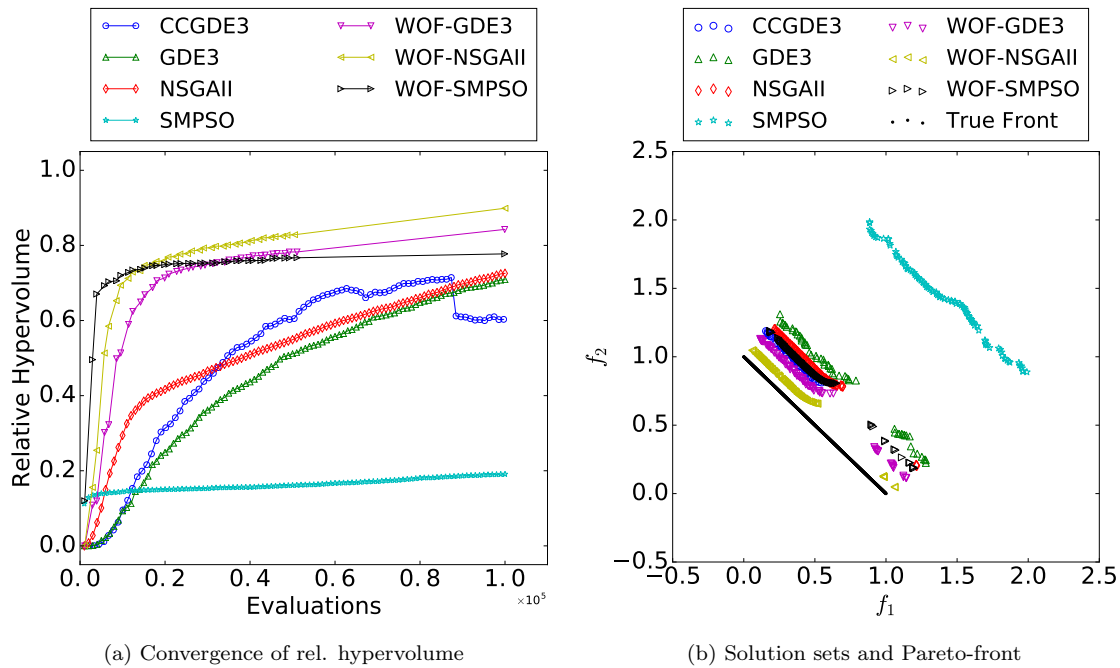 CCGDE3
GDE3
NSGAII
SMPSO
WOF-GDE3
WOF-NSGAII
WOF-SMPSO
1.0
0.8
0.6
0.4
0.2
0.0
Relative Hypervolume
0.0 0.2 0.4 0.6 0.8 1.0
×10⁵
Evaluations
(a) Convergence of rel. hypervolume
CCGDE3
GDE3
NSGAII
SMPSO
WOF-GDE3
WOF-NSGAII
WOF-SMPSO
True Front
2.5
2.0
1.5
1.0
0.5
0.0
−0.5
f₂
−0.5 0.0 0.5 1.0 1.5 2.0 2.5
f₁
(b) Solution sets and Pareto-front